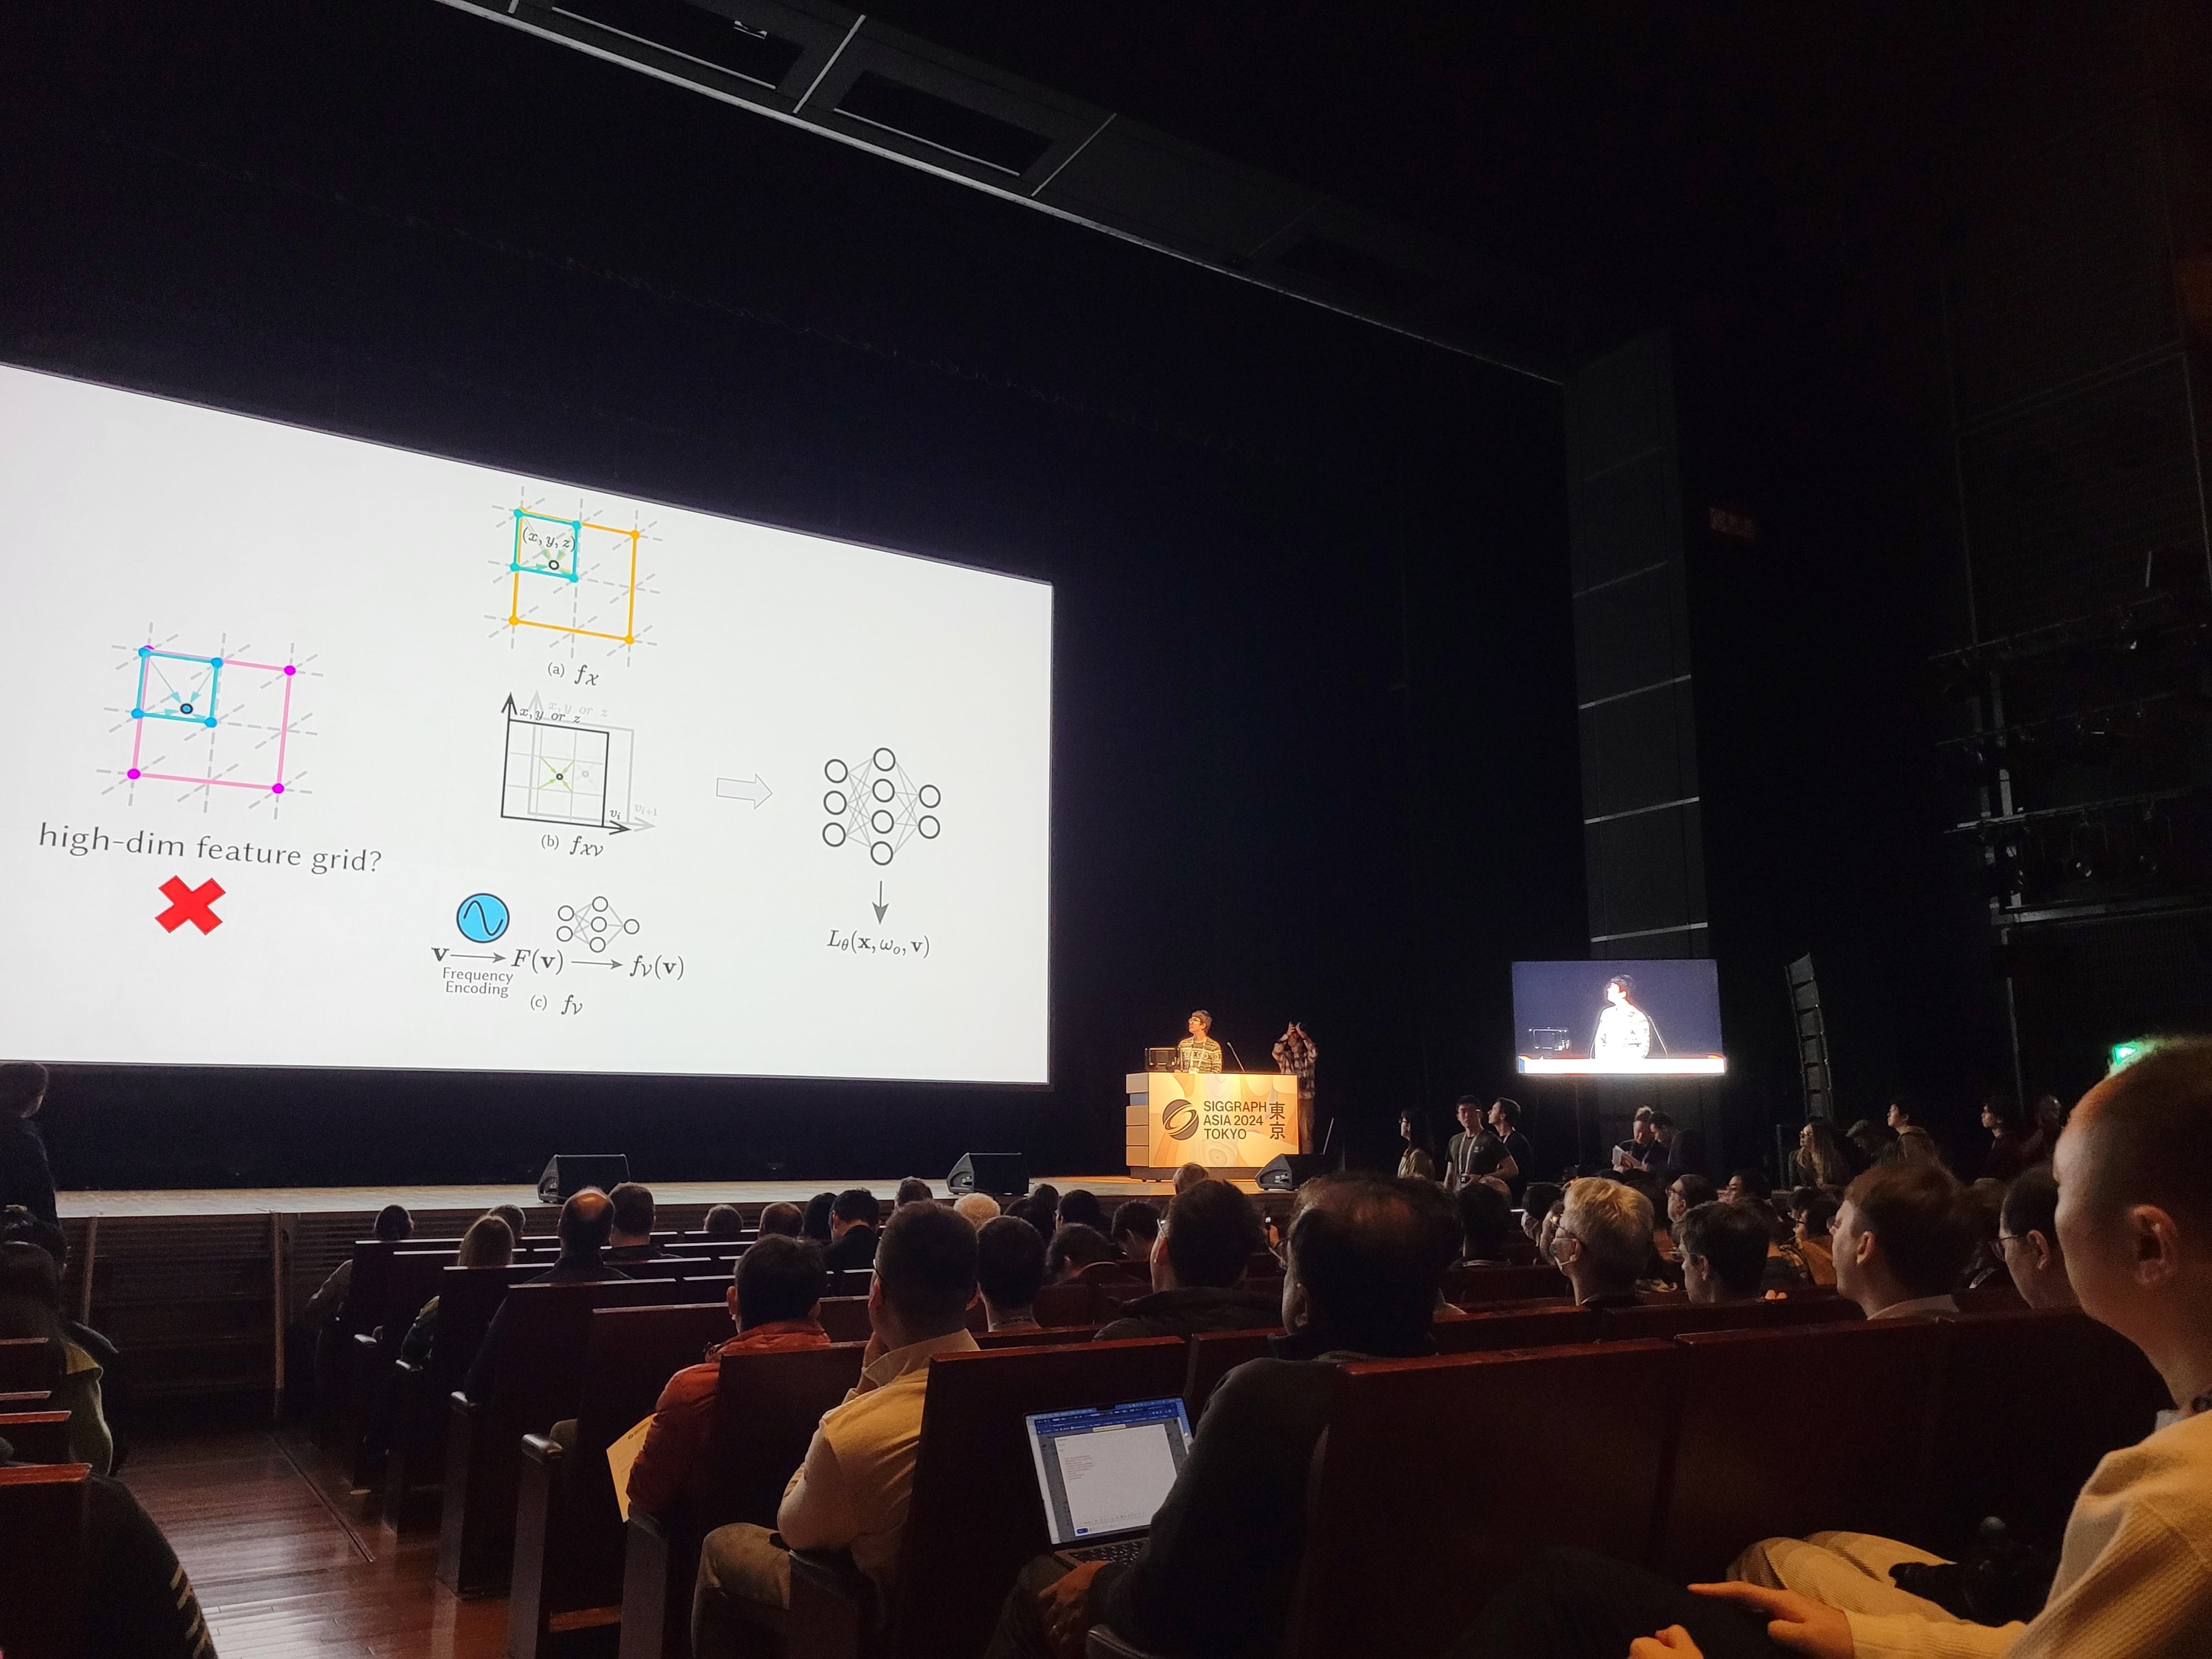 (x, y, z)
(a) f𝒳
x, y or z
x, y or z
v_i
v_{i+1}
(b) f𝒳𝒱
high-dim feature grid?
v
F(v)
f𝒱(v)
Frequency
Encoding
(c) f𝒱
L_θ(x, ω_o, v)
SIGGRAPH
ASIA 2024
TOKYO
東京